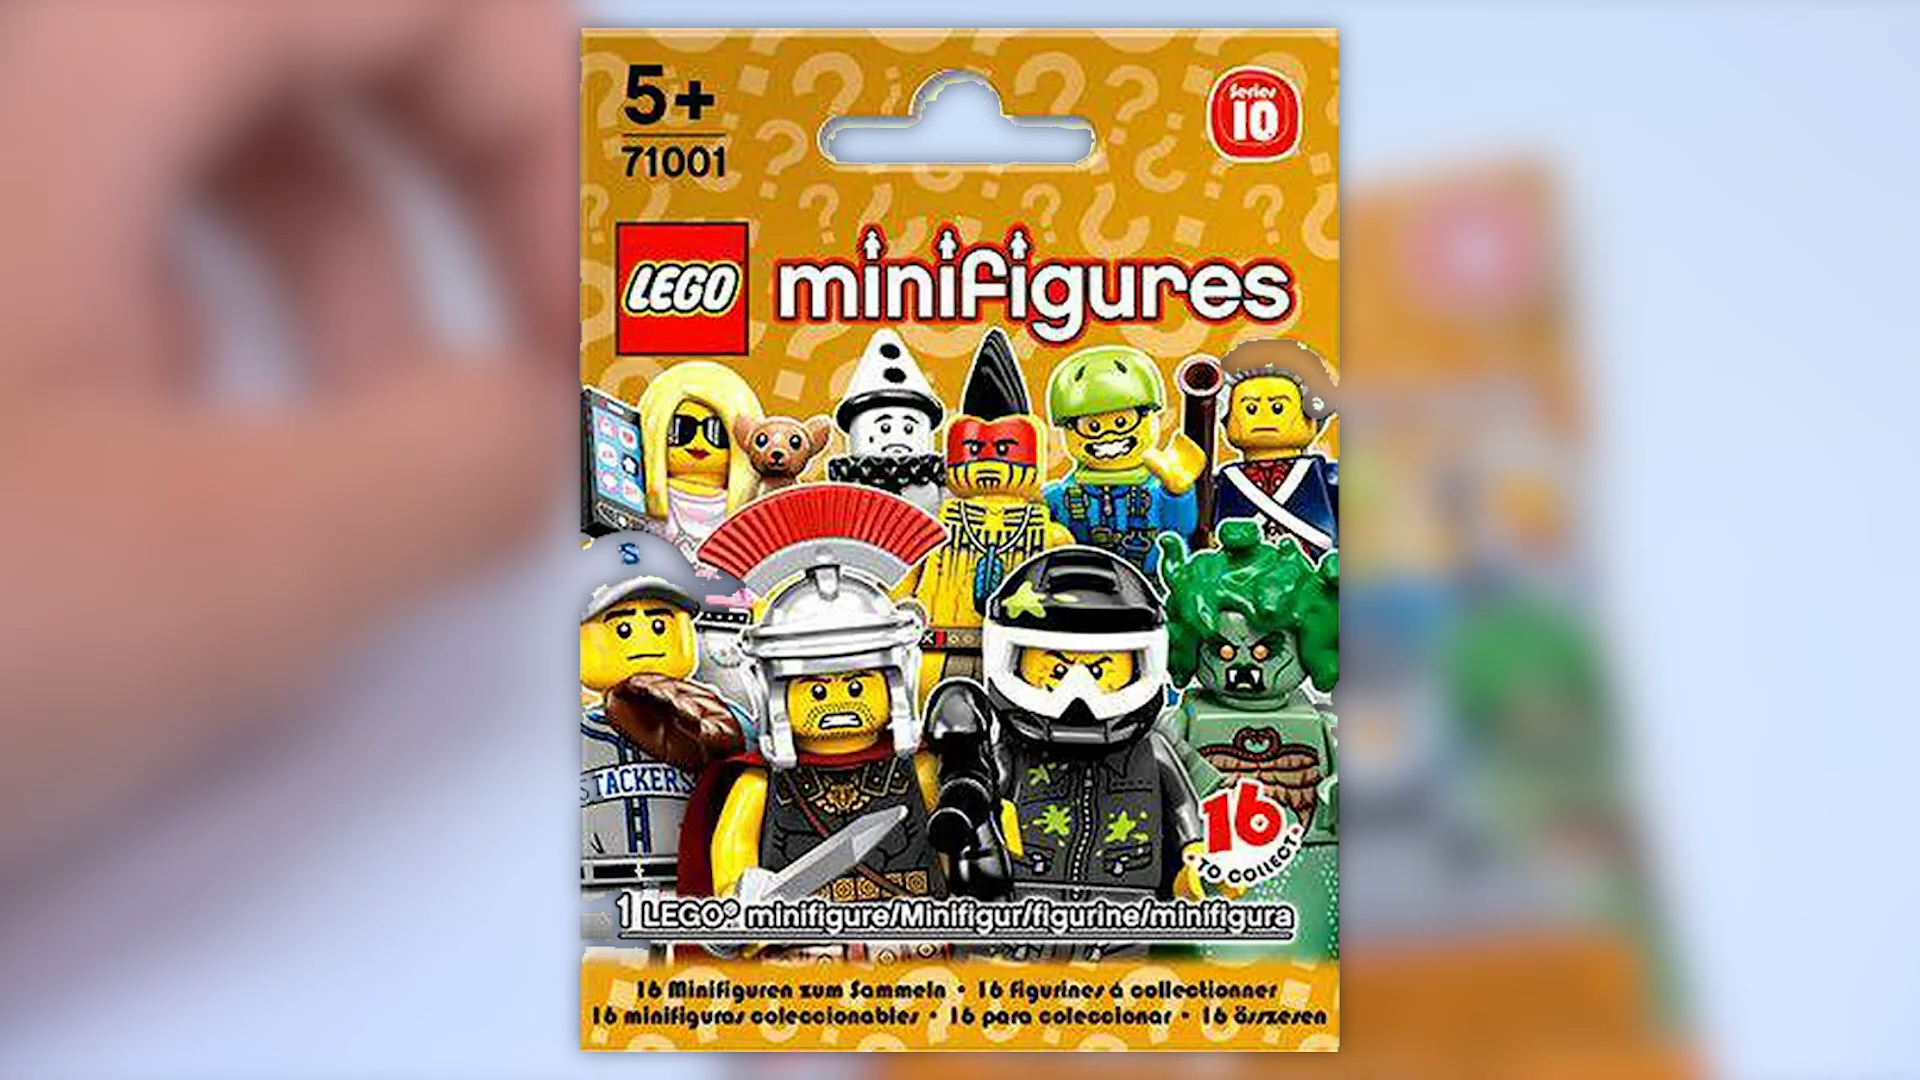 5+
71001
Series
10
LEGO
minifigures
S
STACKERS
16
TO COLLECT
1 LEGO® minifigure/Minifigur/figurine/minifigura
16 Minifiguren zum Sammeln • 16 figurines à collectionner
16 minifiguras coleccionables • 16 para coleccionar • 16 összesen